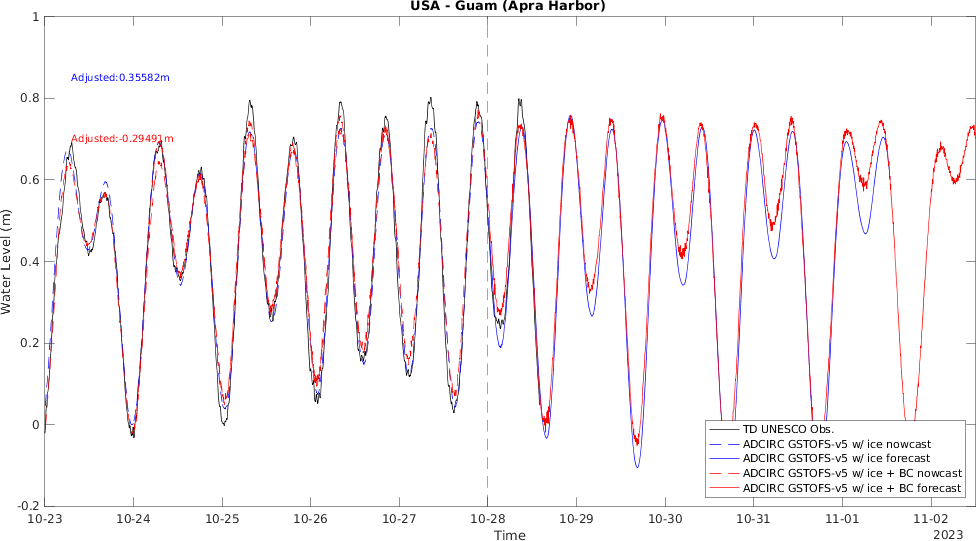 USA - Guam (Apra Harbor)
1
Adjusted:0.35582m
0.8
Adjusted:-0.29491m
0.6
Water Level (m)
0.4
0.2
0
TD UNESCO Obs.
ADCIRC GSTOFS-v5 w/ ice nowcast
ADCIRC GSTOFS-v5 w/ ice forecast
ADCIRC GSTOFS-v5 w/ ice + BC nowcast
ADCIRC GSTOFS-v5 w/ ice + BC forecast
-0.2
10-23 10-24 10-25 10-26 10-27 10-28 10-29 10-30 10-31 11-01 11-02
Time
2023